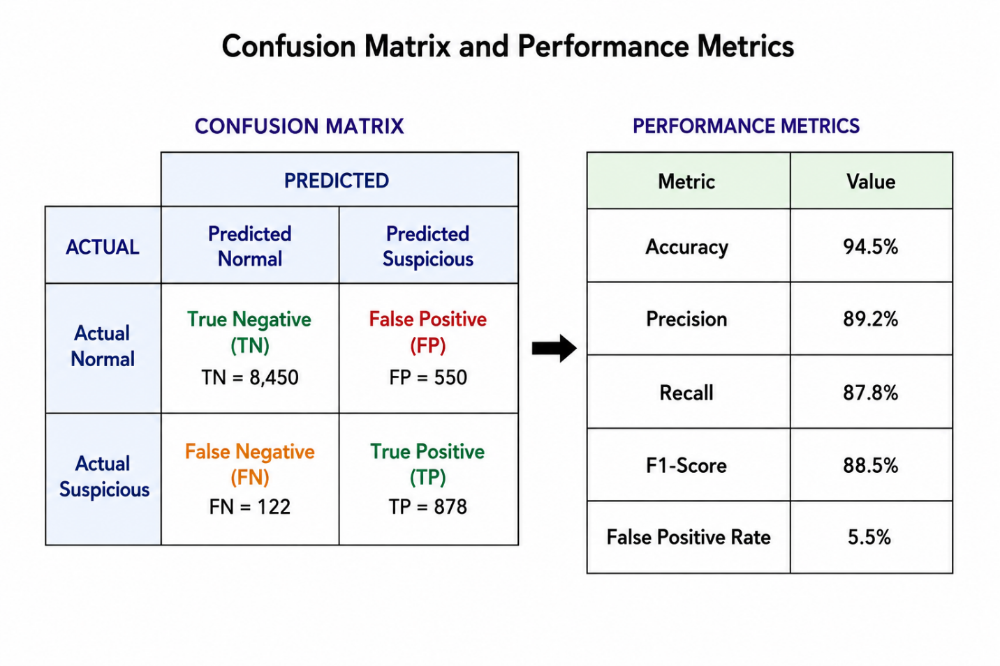 Confusion Matrix and Performance Metrics
CONFUSION MATRIX
PREDICTED
ACTUAL
Predicted
Normal
Predicted
Suspicious
Actual
Normal
True Negative
(TN)
TN = 8,450
False Positive
(FP)
FP = 550
Actual
Suspicious
False Negative
(FN)
FN = 122
True Positive
(TP)
TP = 878
PERFORMANCE METRICS
Metric
Value
Accuracy
94.5%
Precision
89.2%
Recall
87.8%
F1-Score
88.5%
False Positive Rate
5.5%